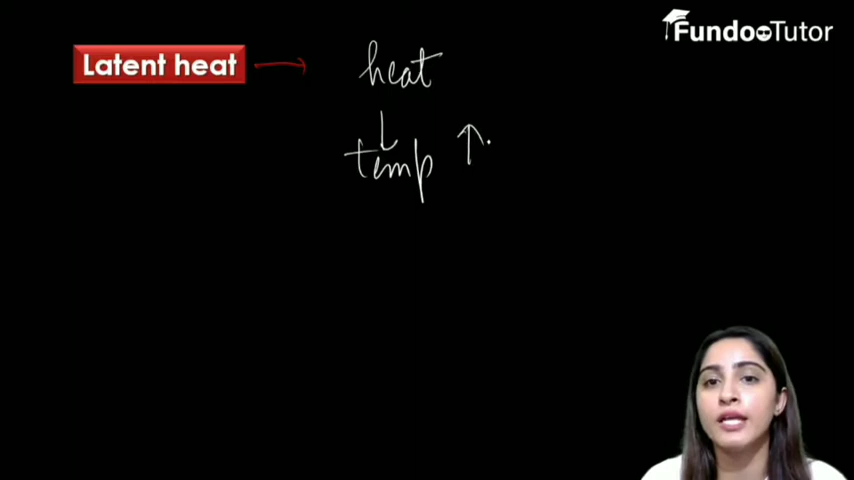 FundooTutor
Latent heat → heat
↓
temp ↑